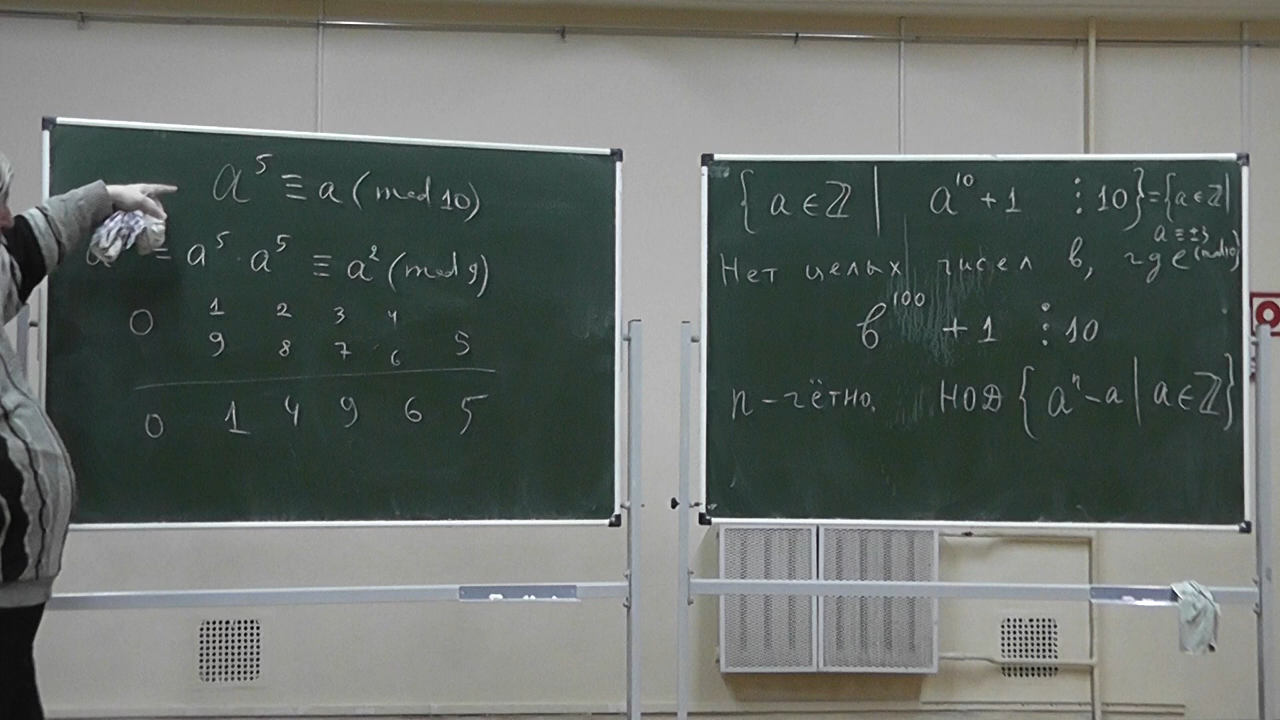 a⁵ ≡ a (mod 10)
≡ a⁵ · a⁵ ≡ a² (mod 9)
0 1 2 3 4
9 8 7 6 5
0 1 4 9 6 5
{ a ∈ ℤ | a¹⁰ + 1 ⋮ 10 } = { a ∈ ℤ |
a ≡ ±3
(mod 10)
Нет целых чисел b, где
b¹⁰⁰ + 1 ⋮ 10
n – чётно. НОД { aⁿ – a | a ∈ ℤ }